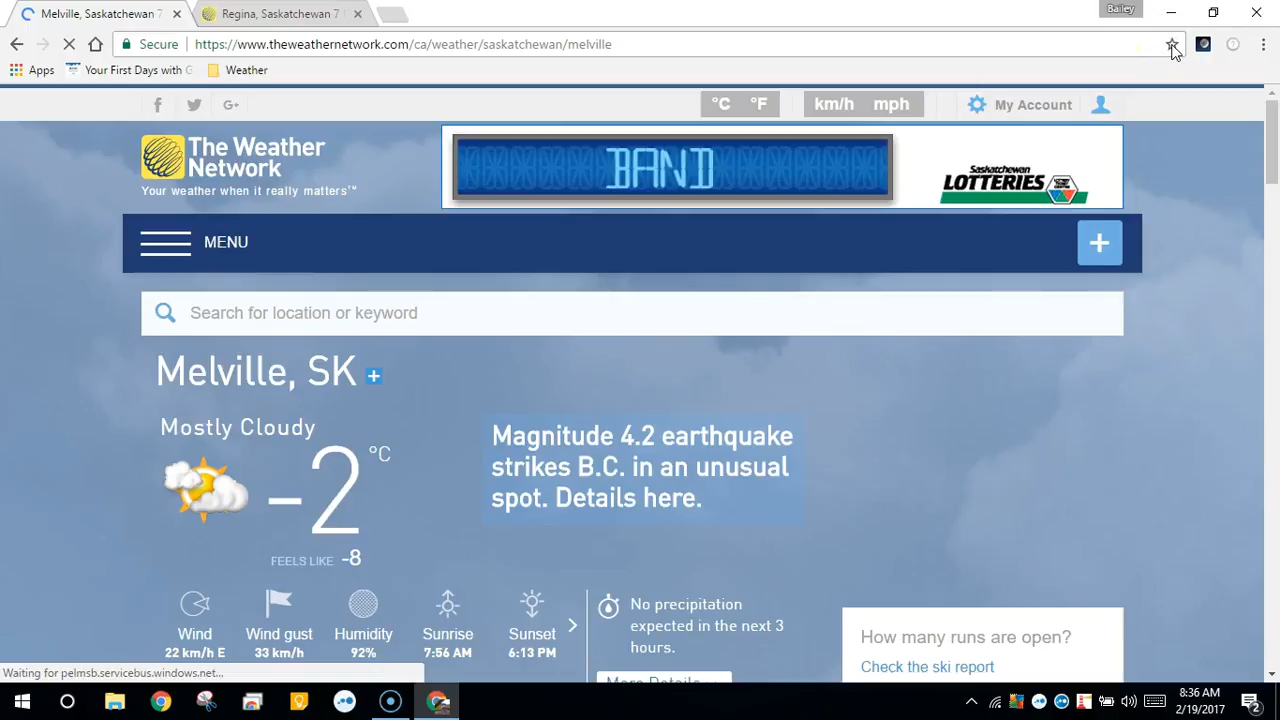 Melville, Saskatchewan 7
Regina, Saskatchewan 7
Bailey
Secure
https://www.theweathernetwork.com/ca/weather/saskatchewan/melville
Apps
Your First Days with G
Weather
f
G+
°C °F
km/h mph
My Account
The Weather
Network
Your weather when it really matters™
BAND
Saskatchewan
LOTTERIES
MENU
+
Search for location or keyword
Melville, SK +
Mostly Cloudy
-2 °C
FEELS LIKE -8
Magnitude 4.2 earthquake
strikes B.C. in an unusual
spot. Details here.
Wind
22 km/h E
Wind gust
33 km/h
Humidity
92%
Sunrise
7:56 AM
Sunset
6:13 PM
No precipitation
expected in the next 3
hours.
More Details
How many runs are open?
Check the ski report
Waiting for pelmsb.servicebus.windows.net...
8:36 AM
2/19/2017
2